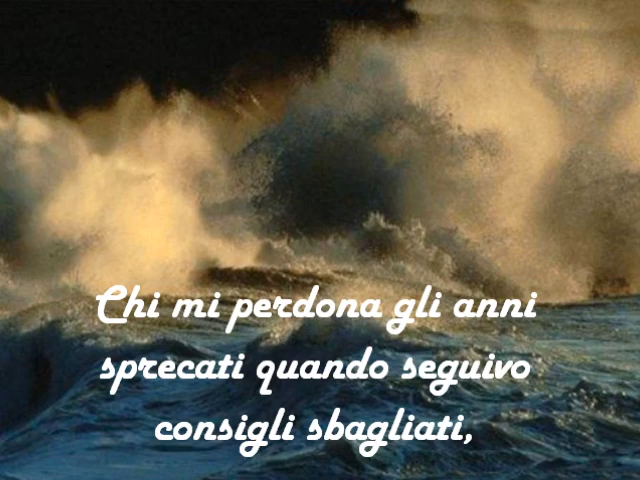 Chi mi perdona gli anni
sprecati quando seguivo
consigli sbagliati,